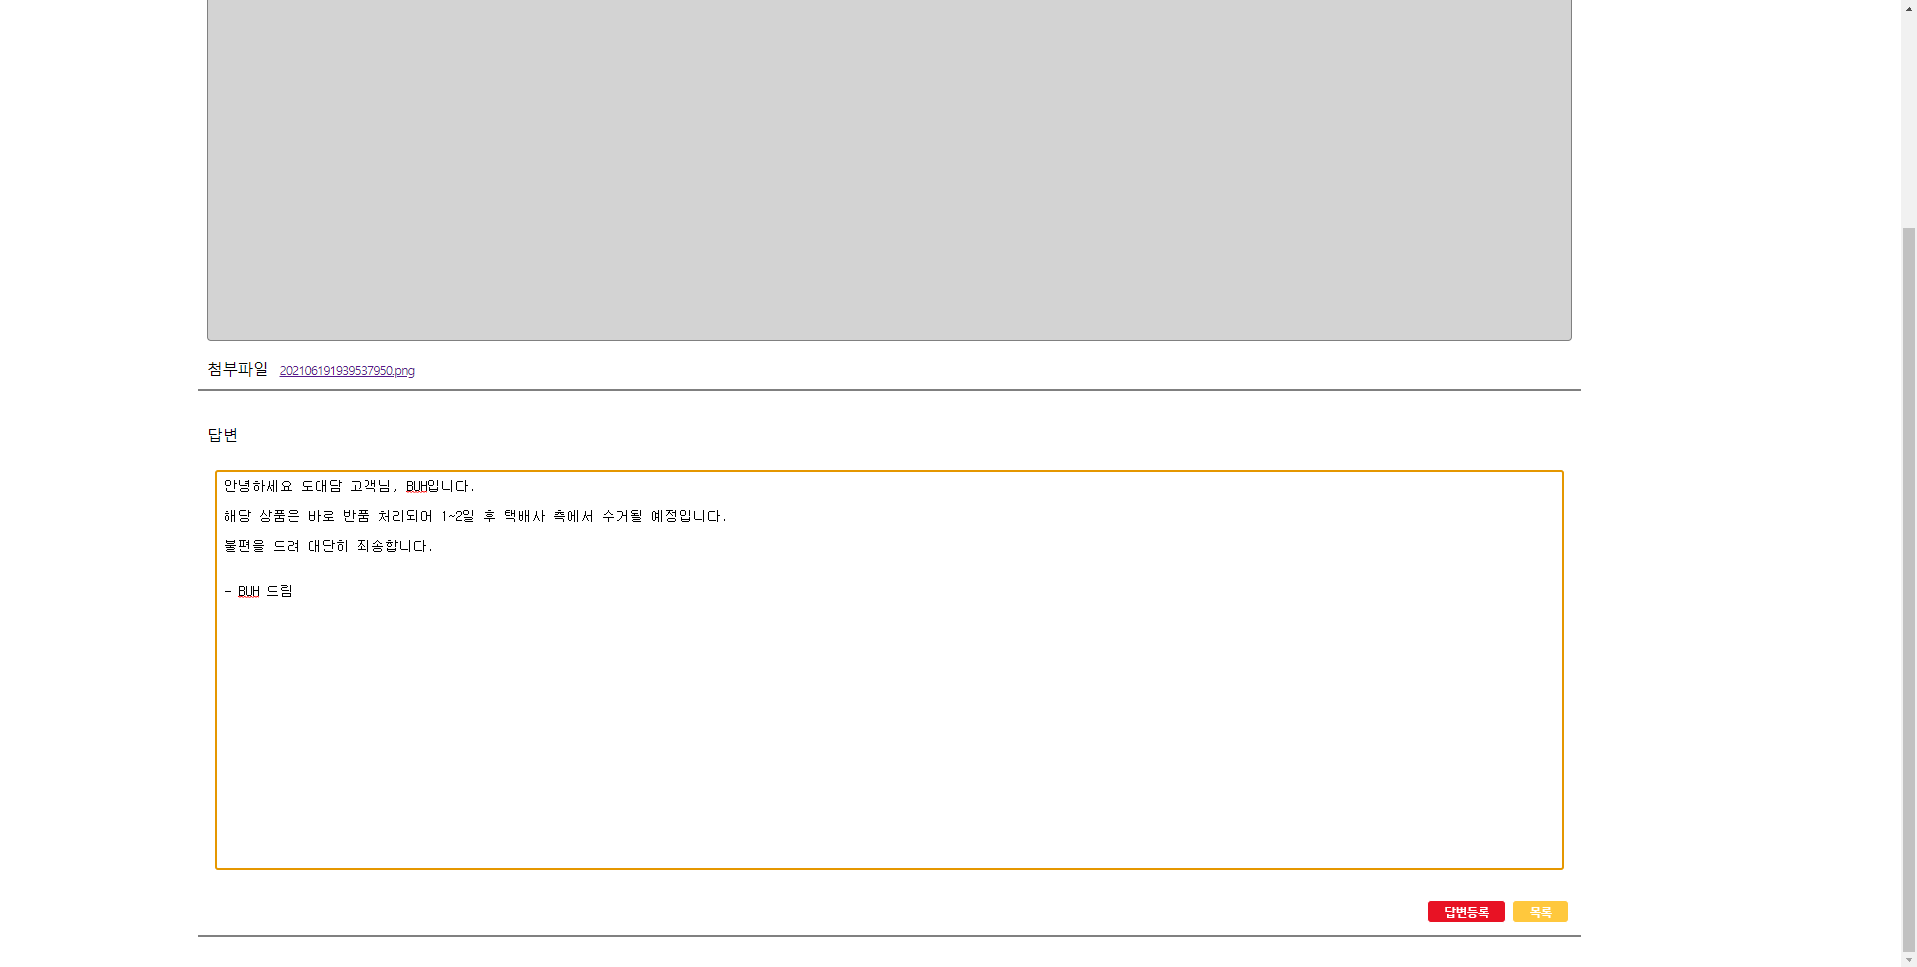 첨부파일 202106191939537950.png
답변
안녕하세요 도대담 고객님, BUH입니다.
해당 상품은 바로 반품 처리되어 1~2일 후 택배사 측에서 수거될 예정입니다.
불편을 드려 대단히 죄송합니다.
- BUH 드림
답변등록 목록